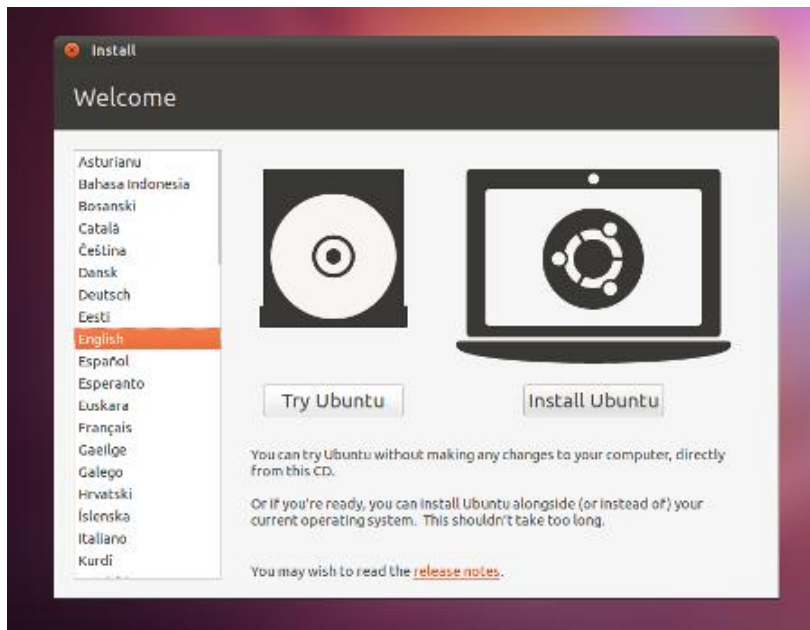 Install
Welcome
Asturianu
Bahasa Indonesia
Bosanski
Català
Čeština
Dansk
Deutsch
Eesti
English
Español
Esperanto
Euskara
Français
Gaeilge
Galego
Hrvatski
Íslenska
Italiano
Kurdî
Try Ubuntu
Install Ubuntu
You can try Ubuntu without making any changes to your computer, directly
from this CD.
Or if you're ready, you can install Ubuntu alongside (or instead of) your
current operating system. This shouldn't take too long.
You may wish to read the release notes.